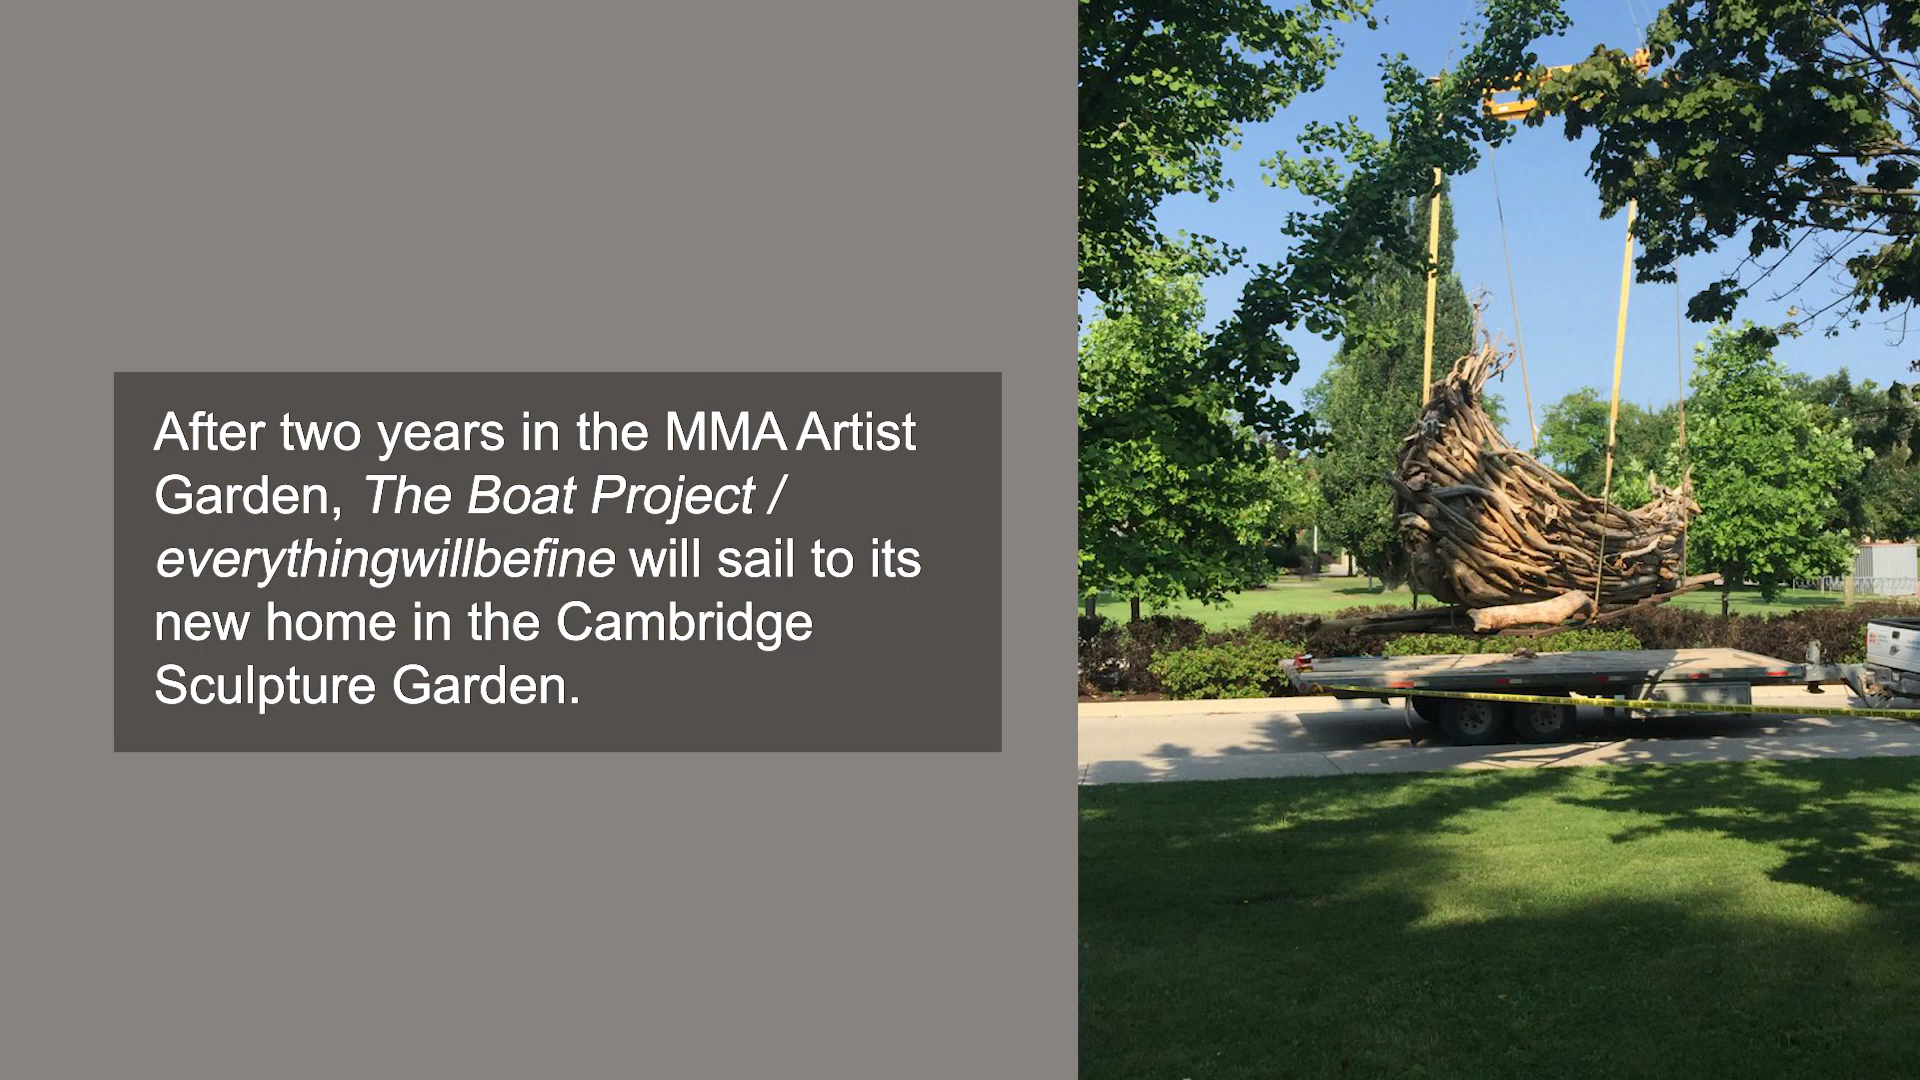 After two years in the MMA Artist
Garden, The Boat Project /
everythingwillbefine will sail to its
new home in the Cambridge
Sculpture Garden.